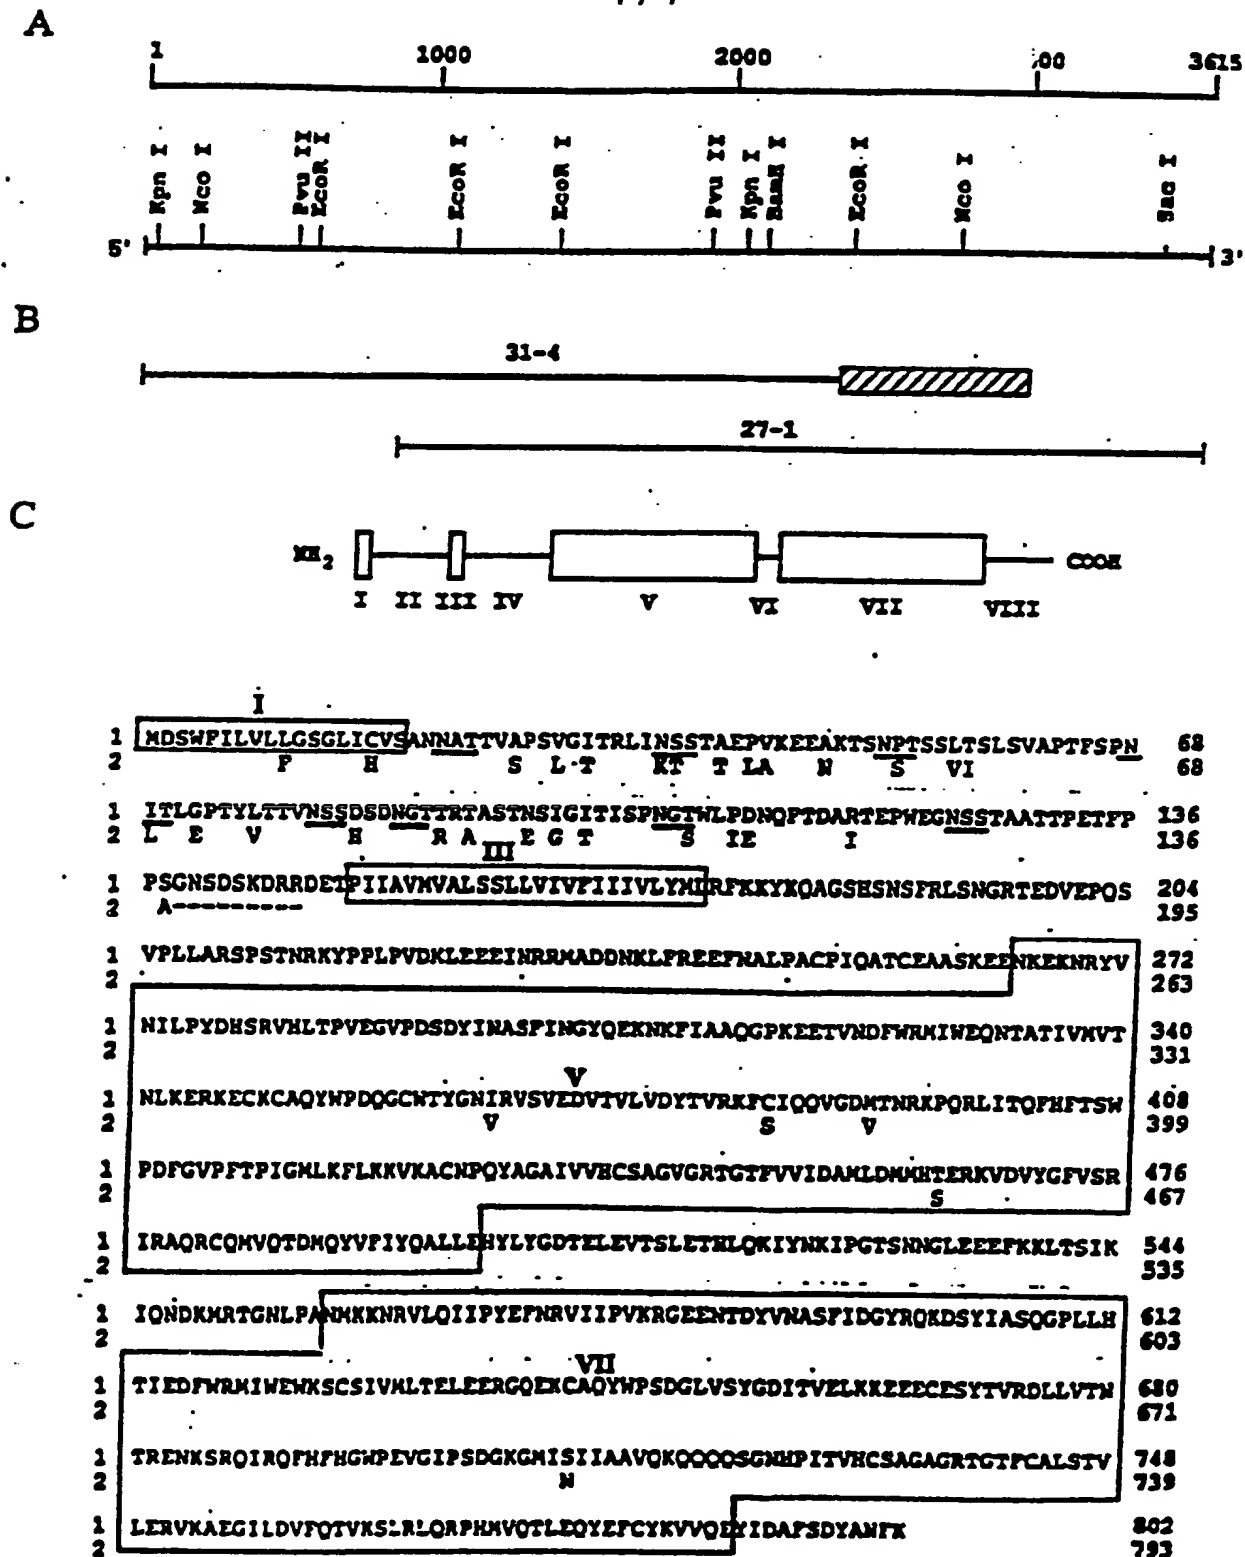 A
1 1000 2000 00 3615
Kpn I Nco I Pvu II EcoR I EcoR I EcoR I Pvu II Kpn I BamH I EcoR I Nco I Sac I
5' 3'
B
31-4
27-1
C
NH2 COOH
I II III IV V VI VII VIII
I
1 MDSWFILVLLGSGLICVSANNATTVAPSVGITRLINSSTAEPVKEEAKTSNPTSSLTSLSVAPTFSPN 68
2 F H S L T KT T LA N S VI 68
1 ITLGPTYLTTVNSSDSDNGTTRTASTNSIGITISPNGTWLPDNQFTDARTEPWEGNSSTAATTPETFP 136
2 L E V H R A E G T S IE I 136
III
1 PSGNSDSKDRRDETPIIAVMVALSSLLVIVFIIIVLYMLRFKKYKQAGSHSNSFRLSNGRTEDVEPQS 204
2 A--------- 195
1 VPLLARSPSTNRKYPPLPVDKLEEEINRRMADDNKLFREEFNALPACPIQATCEAASKEENKEKNRYV 272
2 263
1 NILPYDHSRVHLTPVEGVPDSDYINASFINGYQEKNKFIAAQGPKEETVNDFWRMIWEQNTATIVMVT 340
2 331
V
1 NLKERKECKCAQYWPDQGCWTYGNIRVSVEDVTVLVDYTVRKFCIQQVGDMTNRKPQRLITQFHFTSW 408
2 V S V 399
1 PDFGVPFTPIGMLKFLKKVKACNPQYAGAIVVHCSAGVGRTGTFVVIDAMLDMMHTERKVDVYGFVSR 476
2 S 467
1 IRAQRCQMVQTDMQYVFIYQALLEHYLYGDTELEVTSLETHLQKIYNKIPGTSNNGLEEEFKKLTSIK 544
2 535
1 IQNDKMRTGNLPANMKKNRVLQIIPYEFNRVIIPVKRGEENTDYVNASFIDGYRQKDSYIASQGPLLH 612
2 603
VII
1 TIEDFWRMIWEWKSCSIVMLTELEERGQEKCAQYWPSDGLVSYGDITVELKKEEECESYTVRDLLVTN 680
2 671
1 TRENKSRQIRQFHFHGWPEVGIPSDGKGMISIIAAVQKQQQQSGNHPITVHCSAGAGRTGTFCALSTV 748
2 N 739
1 LERVKAEGILDVFQTVKSLRLQRPHMVQTLEQYEFCYKVVQEYIDAFSDYANFK 802
2 793